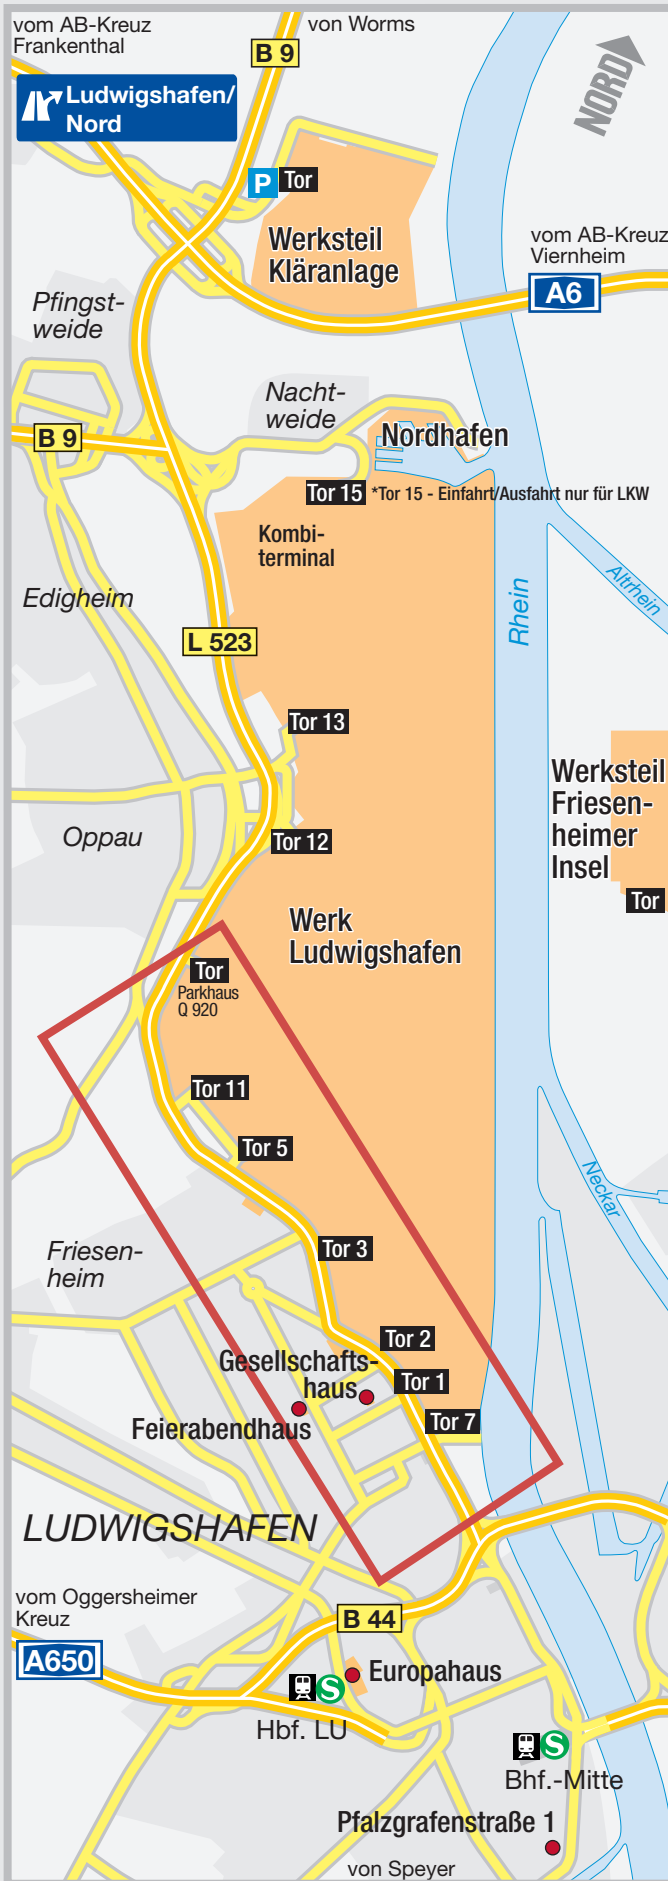 vom AB-Kreuz
Frankenthal
von Worms
B 9
NORD
Ludwigshafen/
Nord
P
Tor
Werksteil
Kläranlage
vom AB-Kreuz
Viernheim
A6
Pfingst-
weide
Nacht-
weide
B 9
Nordhafen
Tor 15 *Tor 15 - Einfahrt/Ausfahrt nur für LKW
Kombi-
terminal
Edigheim
Rhein
Altrhein
L 523
Tor 13
Werksteil
Friesen-
heimer
Insel
Oppau
Tor 12
Tor
Werk
Ludwigshafen
Tor
Parkhaus
Q 920
Tor 11
Tor 5
Neckar
Friesen-
heim
Tor 3
Tor 2
Gesellschafts-
haus
Tor 1
Feierabendhaus
Tor 7
LUDWIGSHAFEN
vom Oggersheimer
Kreuz
B 44
A650
Europahaus
S
Hbf. LU
S
Bhf.-Mitte
Pfalzgrafenstraße 1
von Speyer